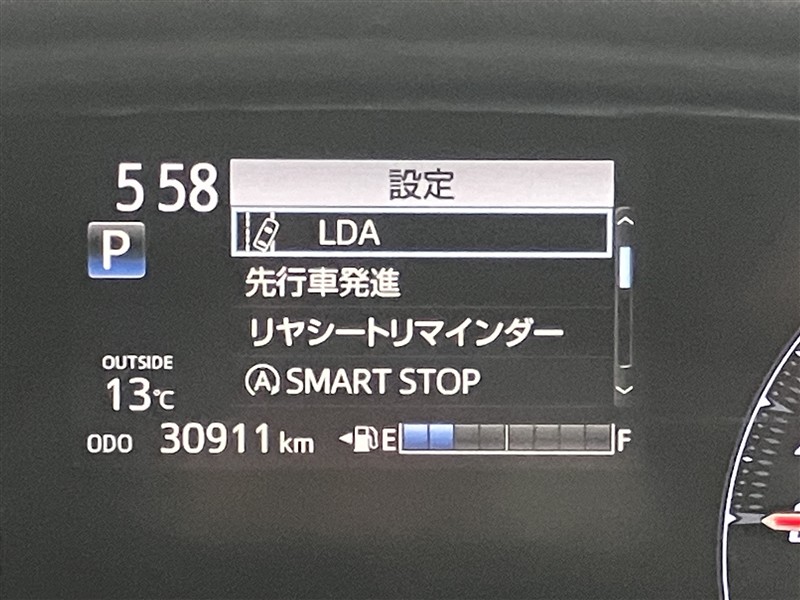 5 58
設定
P
LDA
先行車発進
リヤシートリマインダー
A SMART STOP
OUTSIDE
13℃
ODO 30911 km
E F